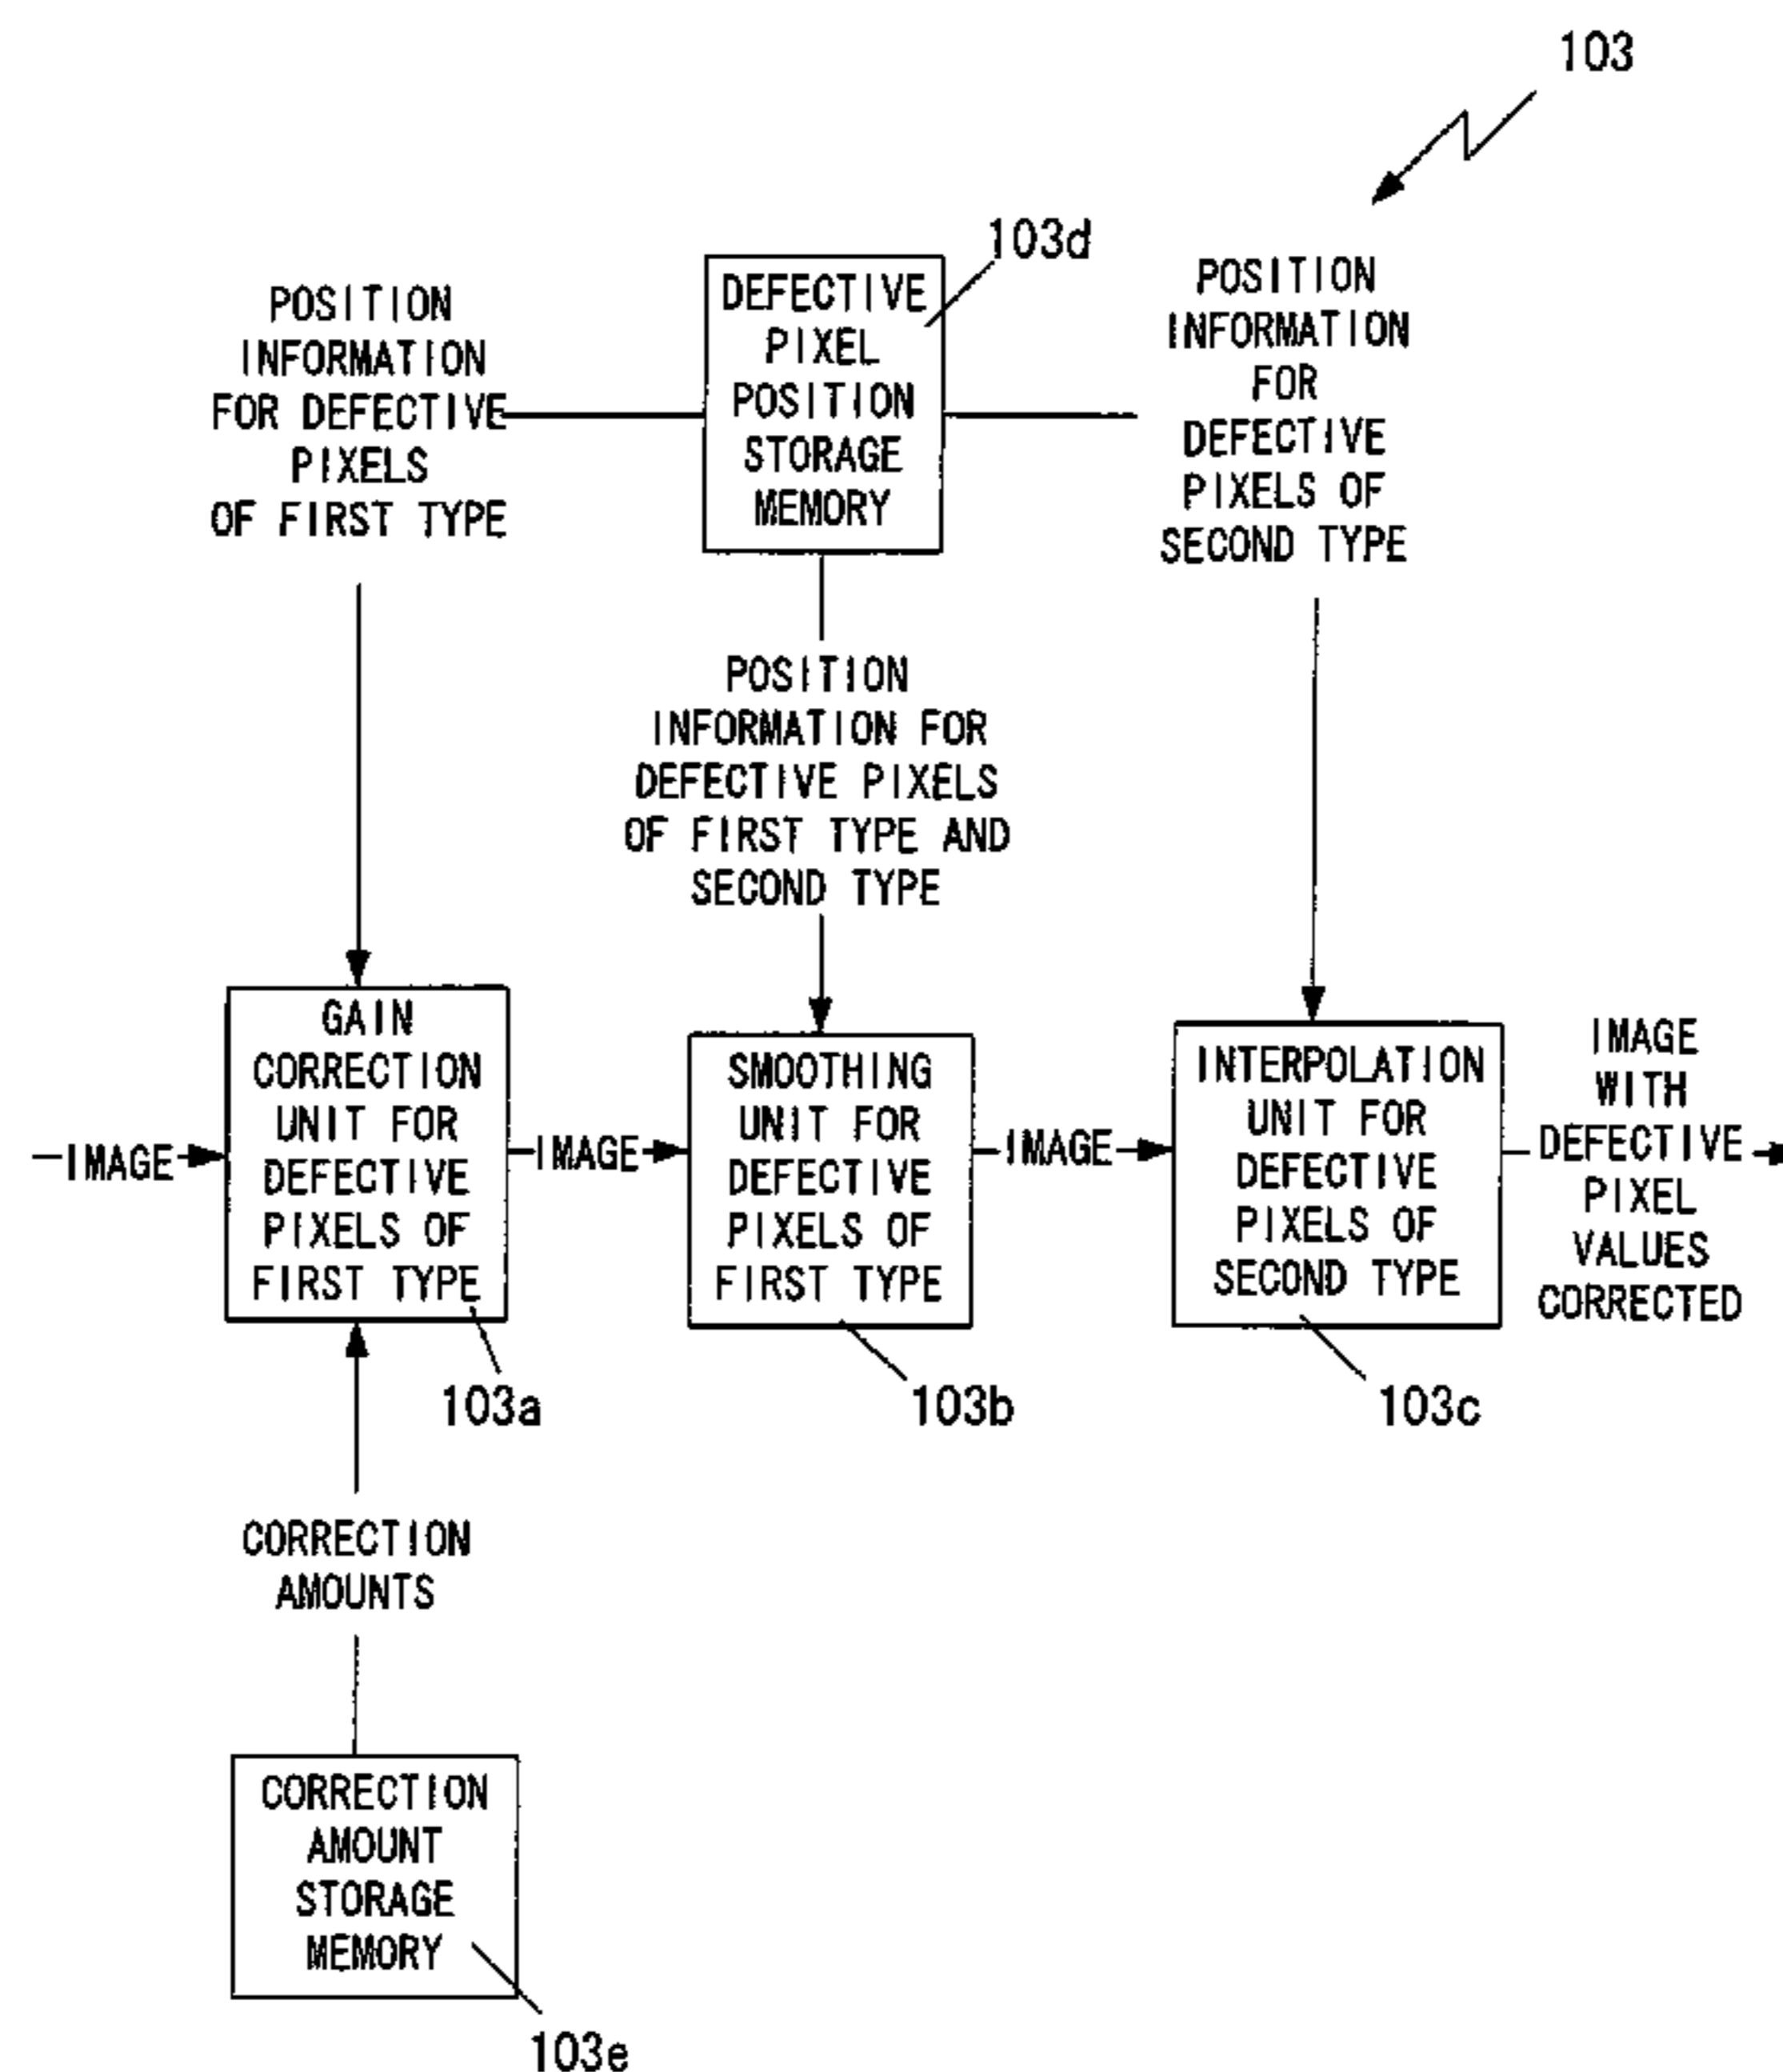 103
103d
POSITION
INFORMATION
FOR DEFECTIVE
PIXELS
OF FIRST TYPE
DEFECTIVE
PIXEL
POSITION
STORAGE
MEMORY
POSITION
INFORMATION
FOR
DEFECTIVE
PIXELS OF
SECOND TYPE
POSITION
INFORMATION FOR
DEFECTIVE PIXELS
OF FIRST TYPE AND
SECOND TYPE
IMAGE
GAIN
CORRECTION
UNIT FOR
DEFECTIVE
PIXELS OF
FIRST TYPE
103a
IMAGE
SMOOTHING
UNIT FOR
DEFECTIVE
PIXELS OF
FIRST TYPE
103b
IMAGE
INTERPOLATION
UNIT FOR
DEFECTIVE
PIXELS OF
SECOND TYPE
103c
IMAGE
WITH
DEFECTIVE
PIXEL
VALUES
CORRECTED
CORRECTION
AMOUNTS
CORRECTION
AMOUNT
STORAGE
MEMORY
103e